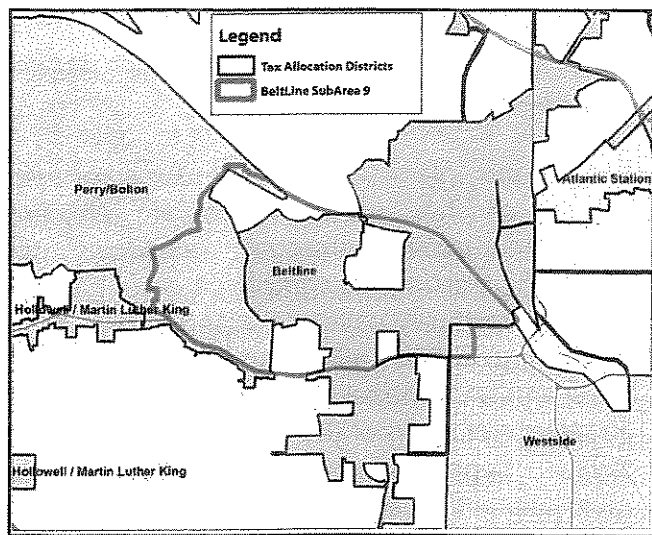 Legend
Tax Allocation Districts
BeltLine SubArea 9
Perry/Bolton
Atlantic Station
Beltline
Hollowell / Martin Luther King
Westside
Hollowell / Martin Luther King